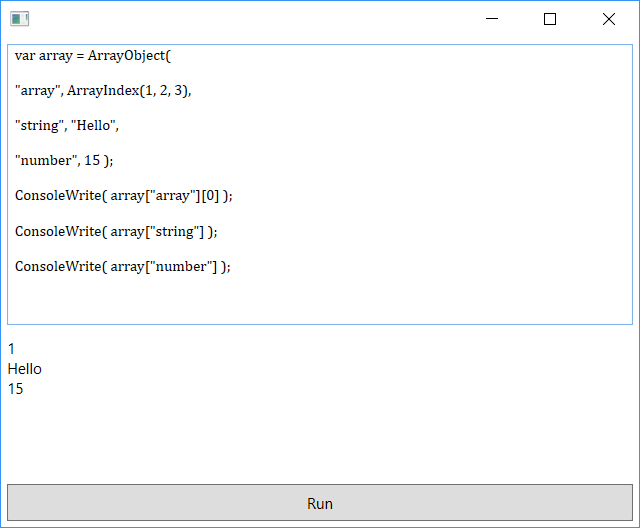 var array = ArrayObject(
"array", ArrayIndex(1, 2, 3),
"string", "Hello",
"number", 15 );
ConsoleWrite( array["array"][0] );
ConsoleWrite( array["string"] );
ConsoleWrite( array["number"] );
1
Hello
15
Run